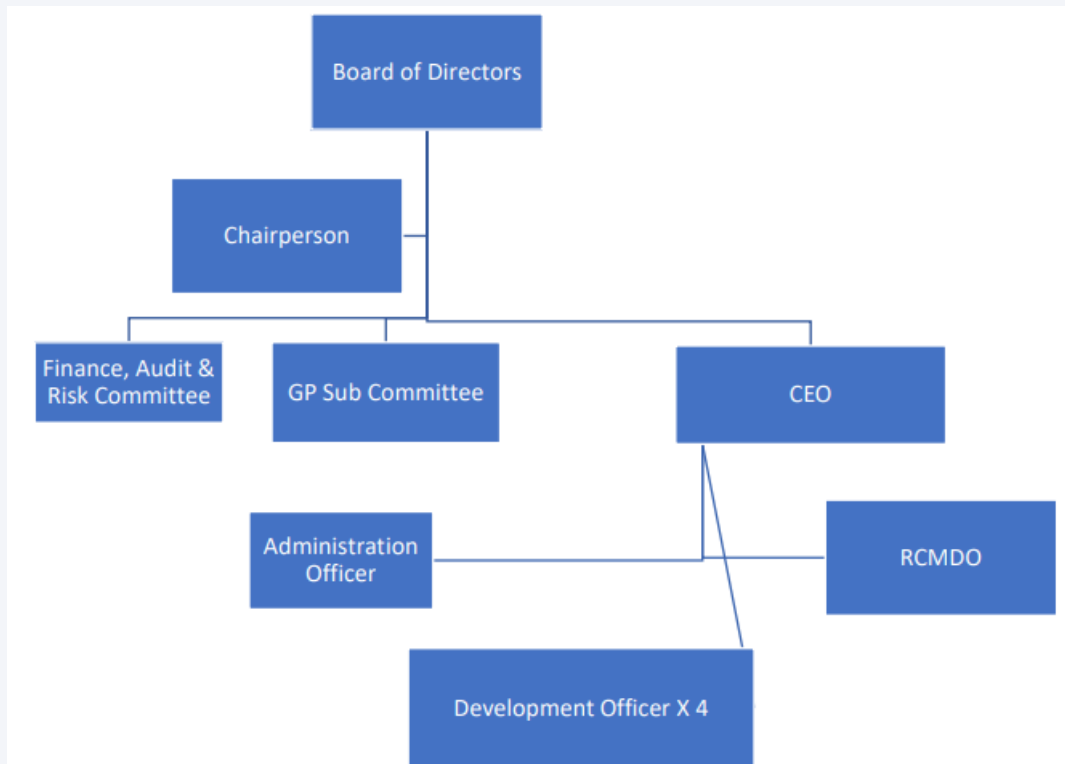 Board of Directors
Chairperson
Finance, Audit &
Risk Committee
GP Sub Committee
CEO
Administration
Officer
RCMDO
Development Officer X 4